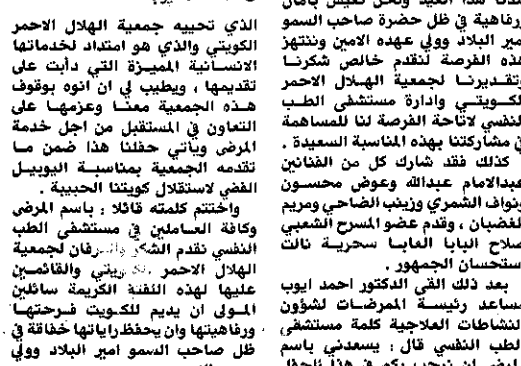 علينا هذا العيد ونحن نعيش بأمان
ورفاهية في ظل حضرة صاحب السمو
امير البلاد وولي عهده الامين وننتهز
هذه الفرصة لنقدم خالص شكرنا
وتقديرنا لجمعية الهلال الاحمر
الكويتي وادارة مستشفى الطب
النفسي لاتاحة الفرصة لنا للمساهمة
في مشاركتنا بهذه المناسبة السعيدة .
كذلك فقد شارك كل من الفنانين
عبدالامام عبدالله وعوض محسون
ونواف الشمري وزينب الضاحي ومريم
الغضبان ، وقدم عضو المسرح الشعبي
صلاح البابا العابا سحرية نالت
استحسان الجمهور .
بعد ذلك القى الدكتور احمد ايوب
مساعد رئيسة الممرضات لشؤون
النشاطات العلاجية كلمة مستشفى
الطب النفسي قال : يسعدني باسم
بكم في هذا الحفل
الذي تحييه جمعية الهلال الاحمر
الكويتي والذي هو امتداد لخدماتها
الانسانية المميزة التي دأبت على
تقديمها ، ويطيب لي ان انوه بوقوف
هذه الجمعية معنا وعزمها على
التعاون في المستقبل من اجل خدمة
المرضى ويأتي حفلنا هذا ضمن ما
تقدمه الجمعية بمناسبة اليوبيل
الفضي لاستقلال كويتنا الحبيبة .
واختتم كلمته قائلا : باسم المرضى
وكافة العاملين في مستشفى الطب
النفسي نقدم الشكر والعرفان لجمعية
الهلال الاحمر الكويتي والقائمين
عليها لهذه اللفتة الكريمة سائلين
المولى ان يديم للكويت فرحتها
ورفاهيتها وان يحفظ راياتها خفاقة في
ظل صاحب السمو امير البلاد وولي